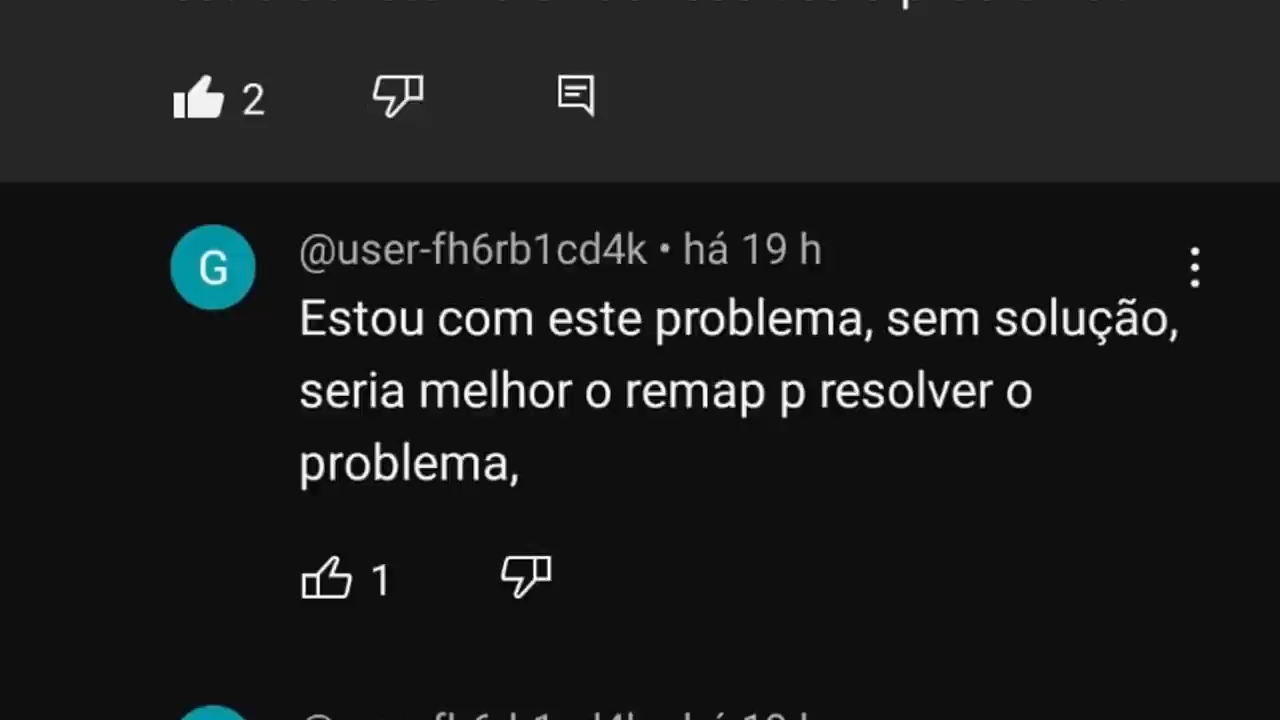 2
G
@user-fh6rb1cd4k • há 19 h
Estou com este problema, sem solução,
seria melhor o remap p resolver o
problema,
1